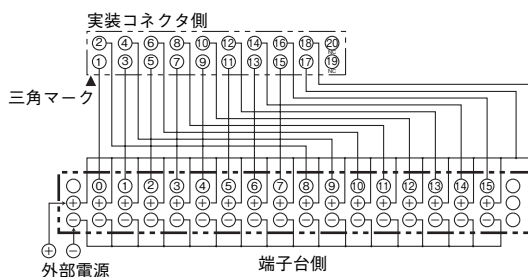 実装コネクタ側
② ④ ⑥ ⑧ ⑩ ⑫ ⑭ ⑯ ⑱ ⑳
NC
① ③ ⑤ ⑦ ⑨ ⑪ ⑬ ⑮ ⑰ ⑲
NC
三角マーク
⓪ ① ② ③ ④ ⑤ ⑥ ⑦ ⑧ ⑨ ⑩ ⑪ ⑫ ⑬ ⑭ ⑮
⊕ ⊕ ⊕ ⊕ ⊕ ⊕ ⊕ ⊕ ⊕ ⊕ ⊕ ⊕ ⊕ ⊕ ⊕ ⊕ ⊕
⊖ ⊖ ⊖ ⊖ ⊖ ⊖ ⊖ ⊖ ⊖ ⊖ ⊖ ⊖ ⊖ ⊖ ⊖ ⊖ ⊖
⊕ ⊖
外部電源
端子台側